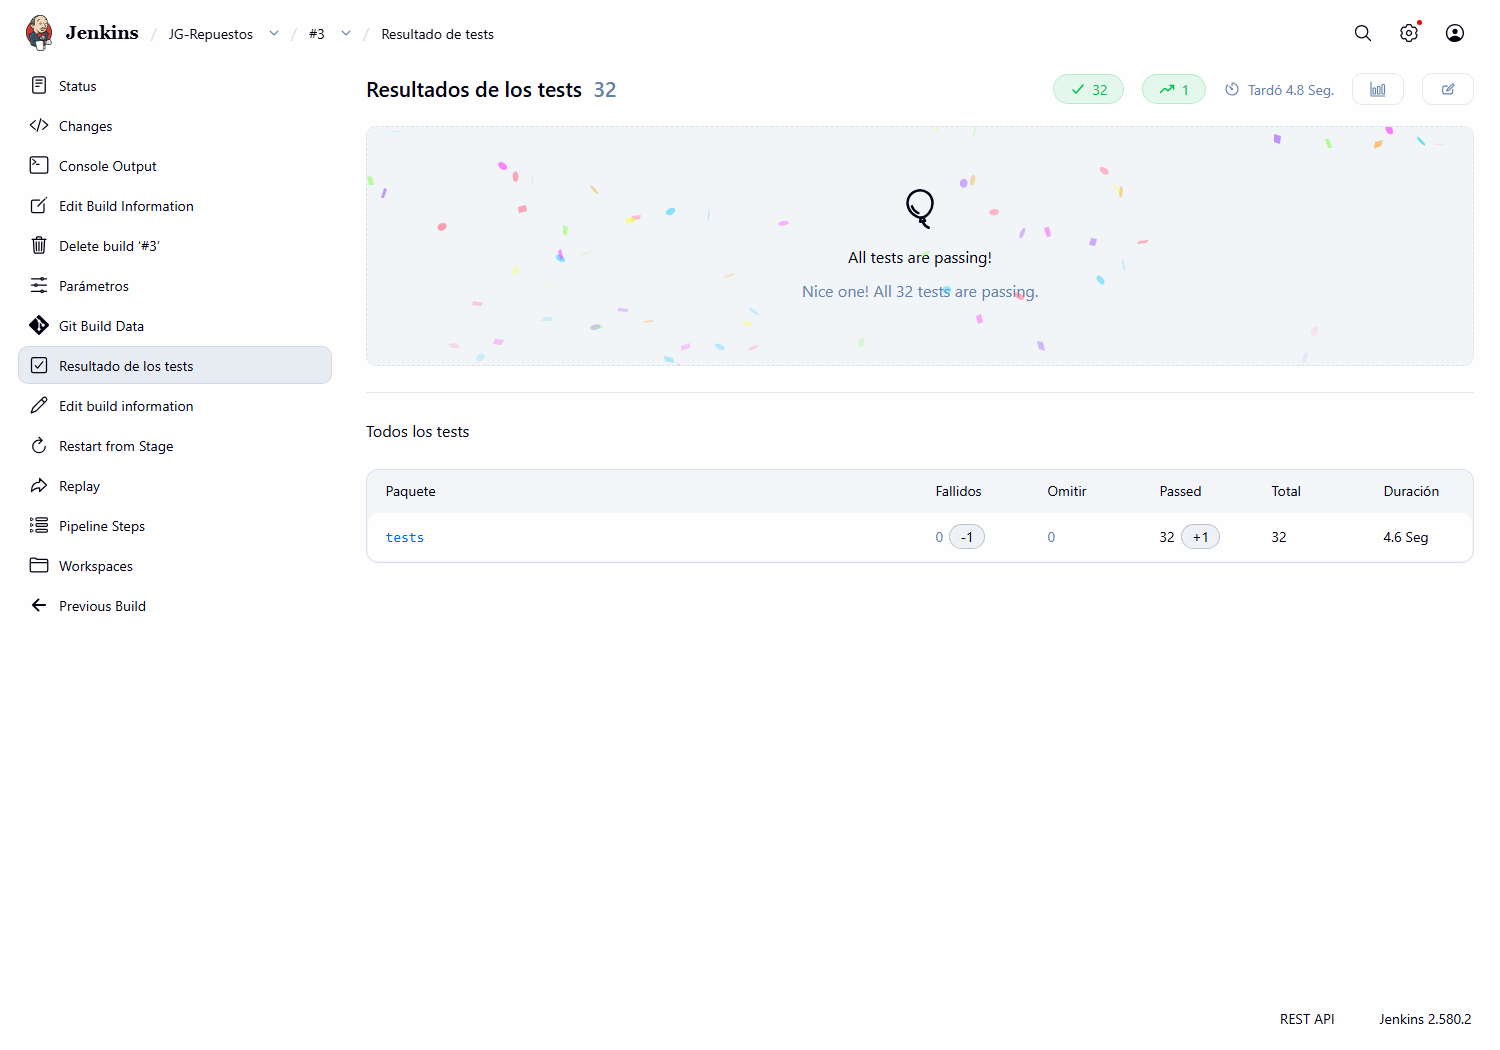 Jenkins / JG-Repuestos / #3 / Resultado de tests
Status
Changes
Console Output
Edit Build Information
Delete build ‘#3’
Parámetros
Git Build Data
Resultado de los tests
Edit build information
Restart from Stage
Replay
Pipeline Steps
Workspaces
Previous Build
Resultados de los tests 32
32 1 Tardó 4.8 Seg.
All tests are passing!
Nice one! All 32 tests are passing.
Todos los tests
Paquete Fallidos Omitir Passed Total Duración
tests 0 -1 0 32 +1 32 4.6 Seg
REST API Jenkins 2.580.2